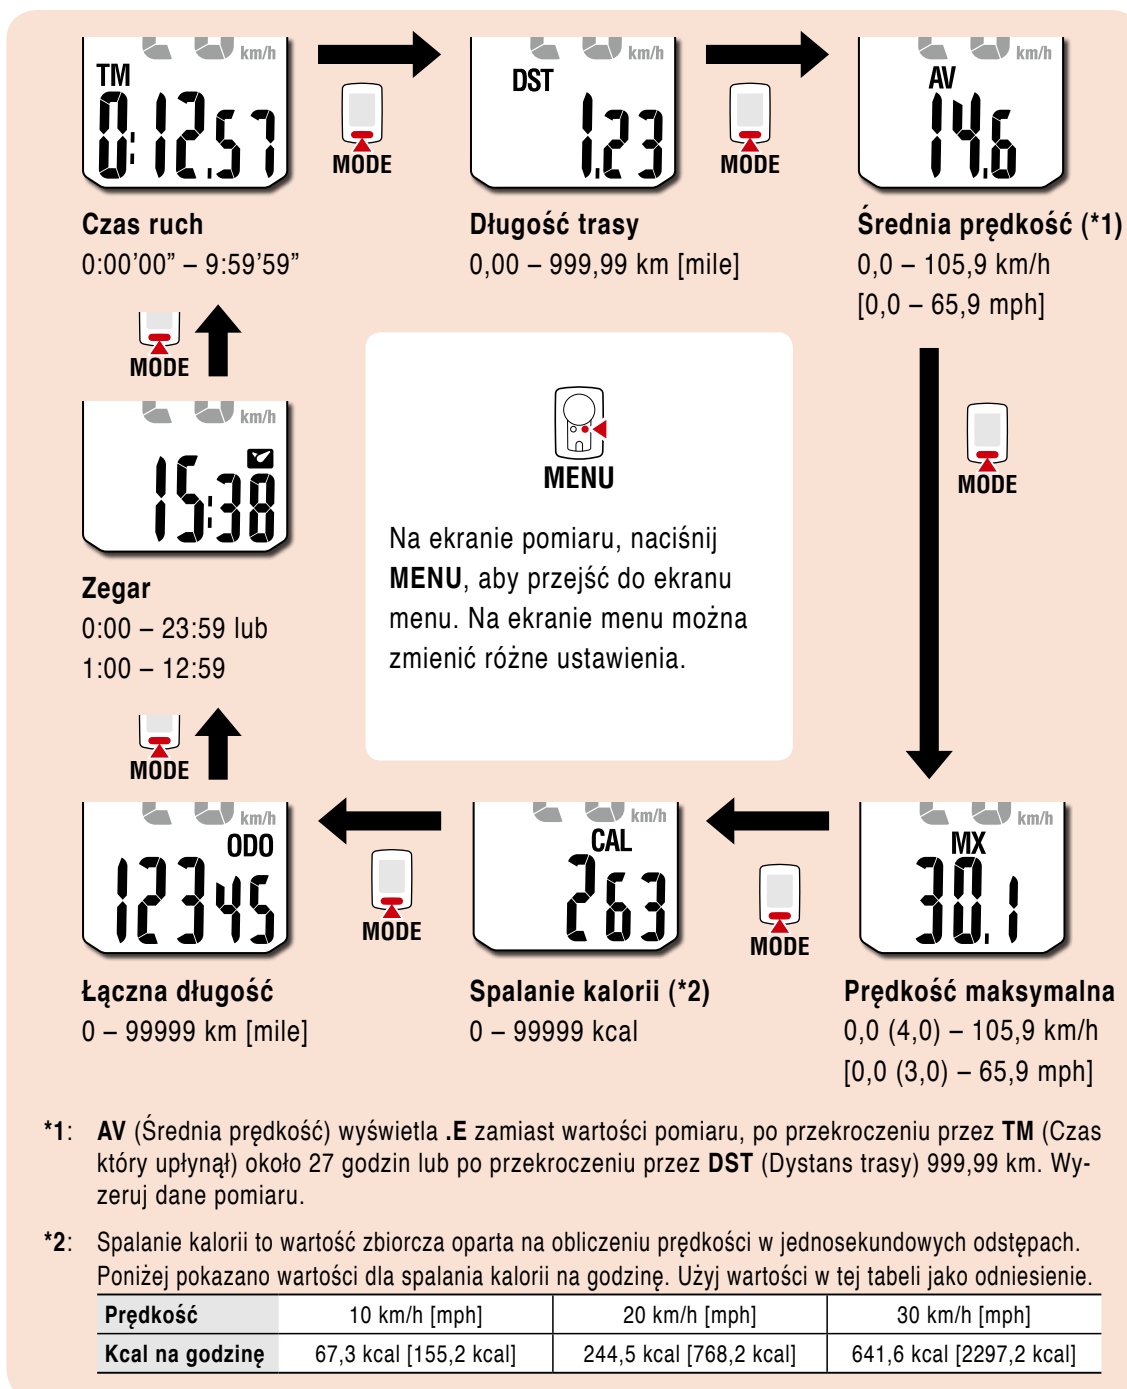 km/h
TM
0:12.57
MODE
km/h
DST
1.23
MODE
km/h
AV
14.6
Czas ruch
0:00’00” – 9:59’59”
Długość trasy
0,00 – 999,99 km [mile]
Średnia prędkość (*1)
0,0 – 105,9 km/h
[0,0 – 65,9 mph]
MODE
km/h
15:38
Zegar
0:00 – 23:59 lub
1:00 – 12:59
MENU
Na ekranie pomiaru, naciśnij
MENU, aby przejść do ekranu
menu. Na ekranie menu można
zmienić różne ustawienia.
MODE
MODE
km/h
ODO
12345
MODE
km/h
CAL
263
MODE
km/h
MX
30.1
Łączna długość
0 – 99999 km [mile]
Spalanie kalorii (*2)
0 – 99999 kcal
Prędkość maksymalna
0,0 (4,0) – 105,9 km/h
[0,0 (3,0) – 65,9 mph]
*1: AV (Średnia prędkość) wyświetla .E zamiast wartości pomiaru, po przekroczeniu przez TM (Czas
który upłynął) około 27 godzin lub po przekroczeniu przez DST (Dystans trasy) 999,99 km. Wy-
zeruj dane pomiaru.
*2: Spalanie kalorii to wartość zbiorcza oparta na obliczeniu prędkości w jednosekundowych odstępach.
Poniżej pokazano wartości dla spalania kalorii na godzinę. Użyj wartości w tej tabeli jako odniesienie.
Prędkość 10 km/h [mph] 20 km/h [mph] 30 km/h [mph]
Kcal na godzinę 67,3 kcal [155,2 kcal] 244,5 kcal [768,2 kcal] 641,6 kcal [2297,2 kcal]